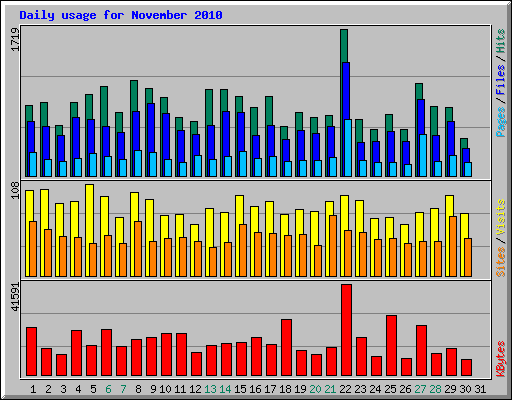 Daily usage for November 2010
1719
108
41591
Pages / Files / Hits
Sites / Visits
KBytes
1 2 3 4 5 6 7 8 9 10 11 12 13 14 15 16 17 18 19 20 21 22 23 24 25 26 27 28 29 30 31